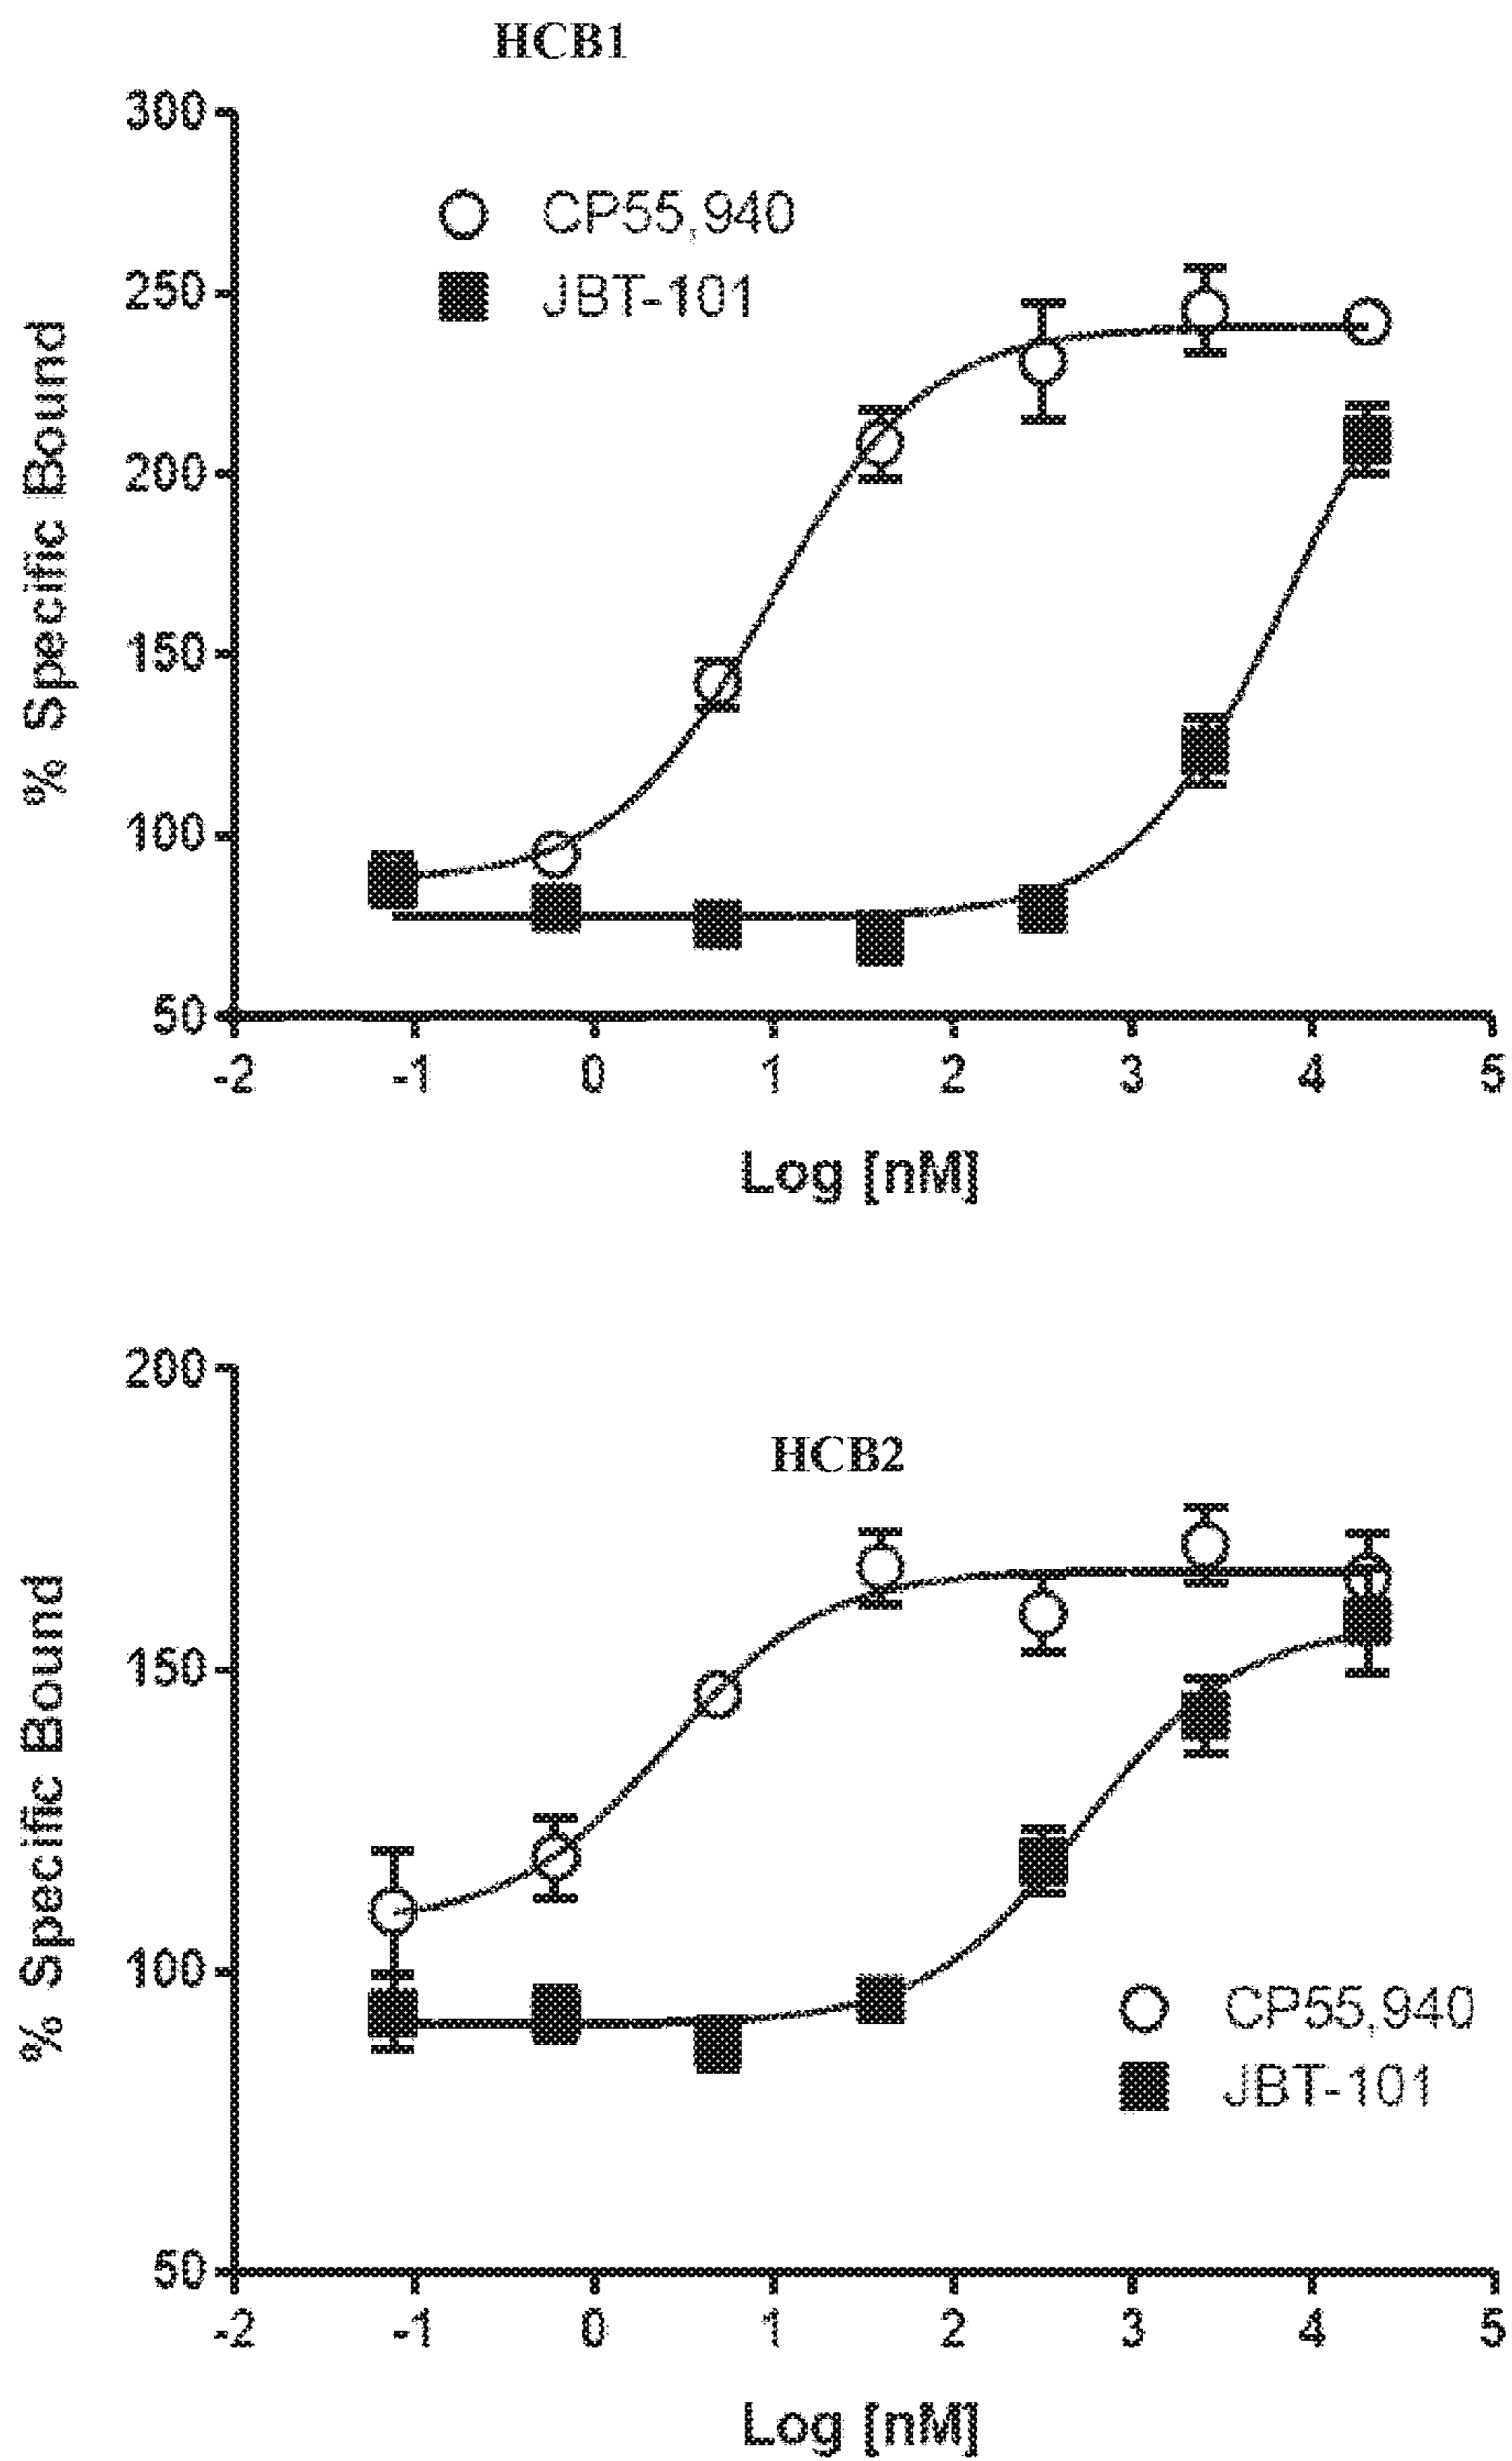 HCB1
300
250
200
150
100
50
% Specific Bound
CP55,940
JBT-101
-2 -1 0 1 2 3 4 5
Log [nM]
200
150
100
50
% Specific Bound
HCB2
CP55,940
JBT-101
-2 -1 0 1 2 3 4 5
Log [nM]